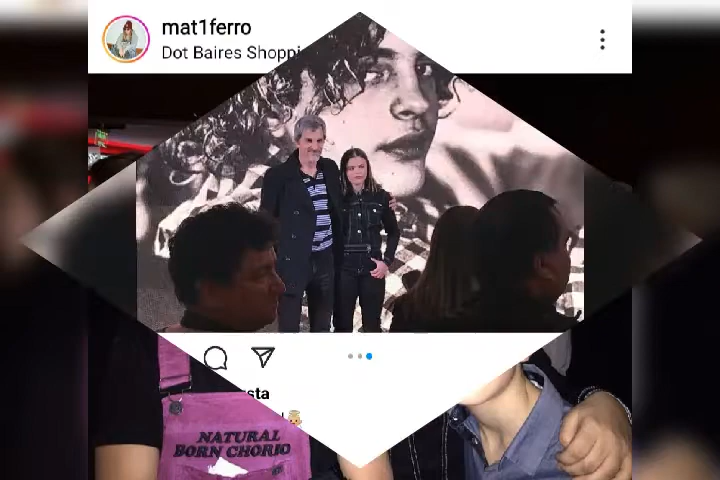 mat1ferro
Dot Baires Shoppi
sta
NATURAL
BORN CHORIO